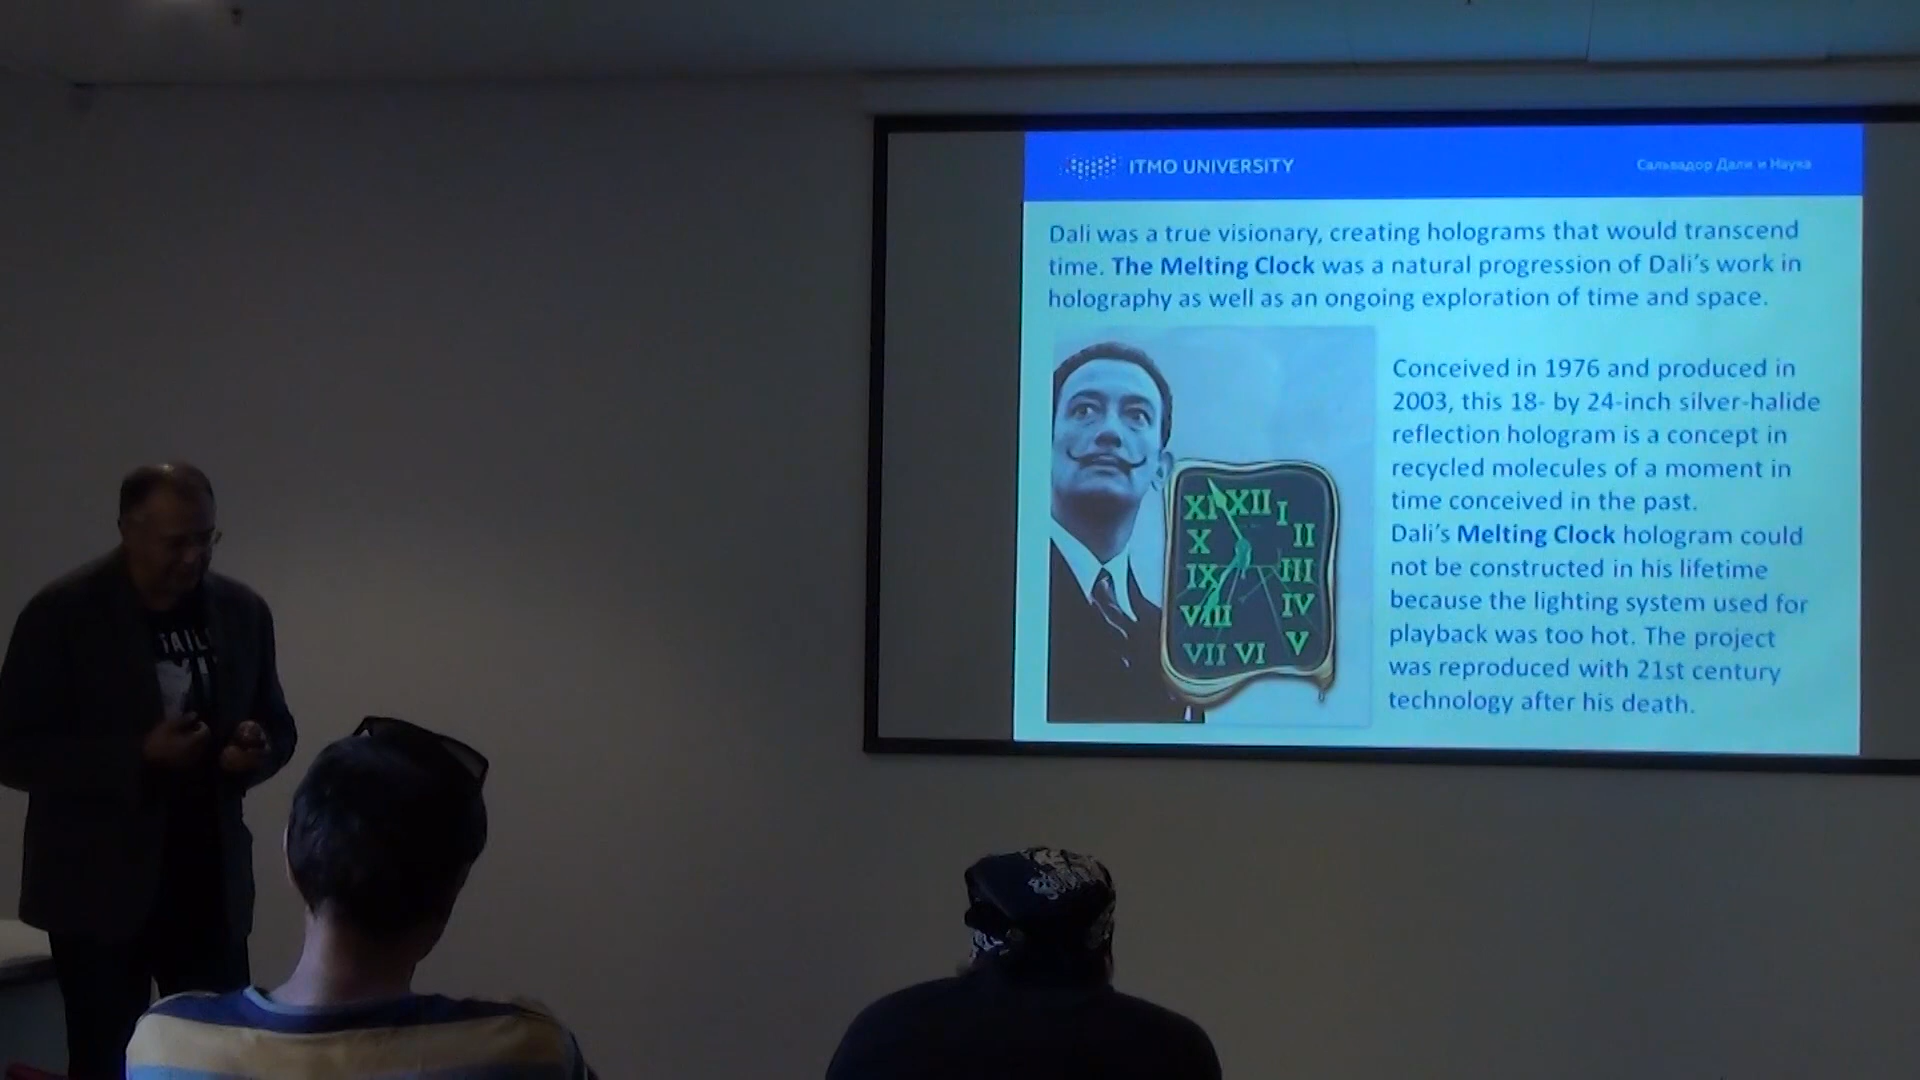 ITMO UNIVERSITY
Сальвадор Дали и Наука
Dali was a true visionary, creating holograms that would transcend
time. The Melting Clock was a natural progression of Dali's work in
holography as well as an ongoing exploration of time and space.
Conceived in 1976 and produced in
2003, this 18- by 24-inch silver-halide
reflection hologram is a concept in
recycled molecules of a moment in
time conceived in the past.
Dali's Melting Clock hologram could
not be constructed in his lifetime
because the lighting system used for
playback was too hot. The project
was reproduced with 21st century
technology after his death.
XI XII I
X II
IX III
VIII IV
VII VI V